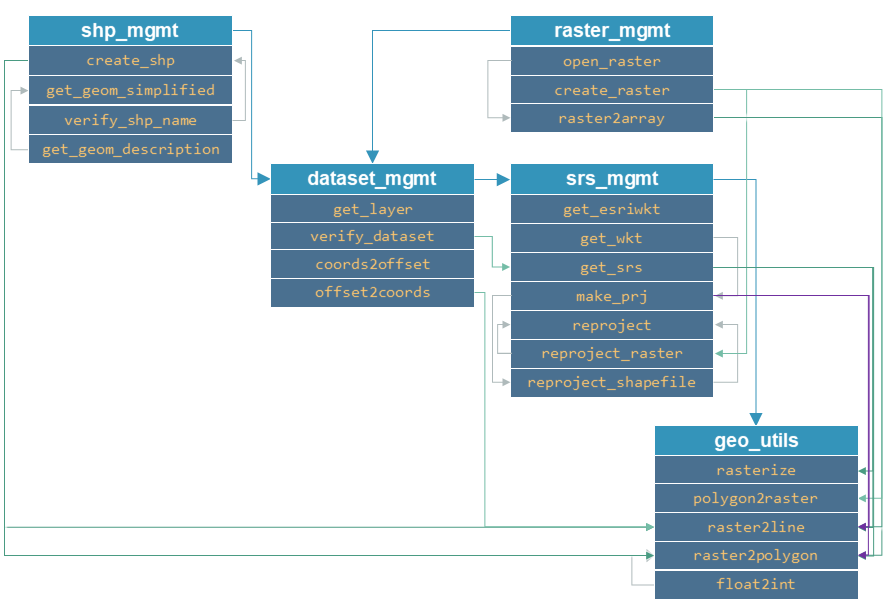 shp_mgmt
create_shp
get_geom_simplified
verify_shp_name
get_geom_description
raster_mgmt
open_raster
create_raster
raster2array
dataset_mgmt
get_layer
verify_dataset
coords2offset
offset2coords
srs_mgmt
get_esriwkt
get_wkt
get_srs
make_prj
reproject
reproject_raster
reproject_shapefile
geo_utils
rasterize
polygon2raster
raster2line
raster2polygon
float2int